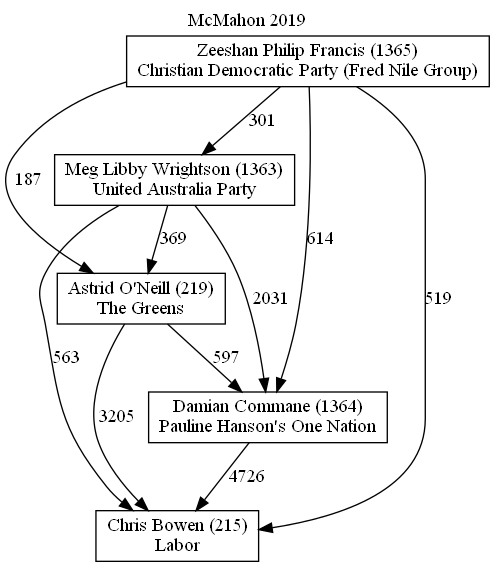 McMahon 2019
Zeeshan Philip Francis (1365)
Christian Democratic Party (Fred Nile Group)
301
Meg Libby Wrightson (1363)
United Australia Party
187
369
614
Astrid O'Neill (219)
The Greens
2031
519
563
597
Damian Commane (1364)
Pauline Hanson's One Nation
3205
4726
Chris Bowen (215)
Labor